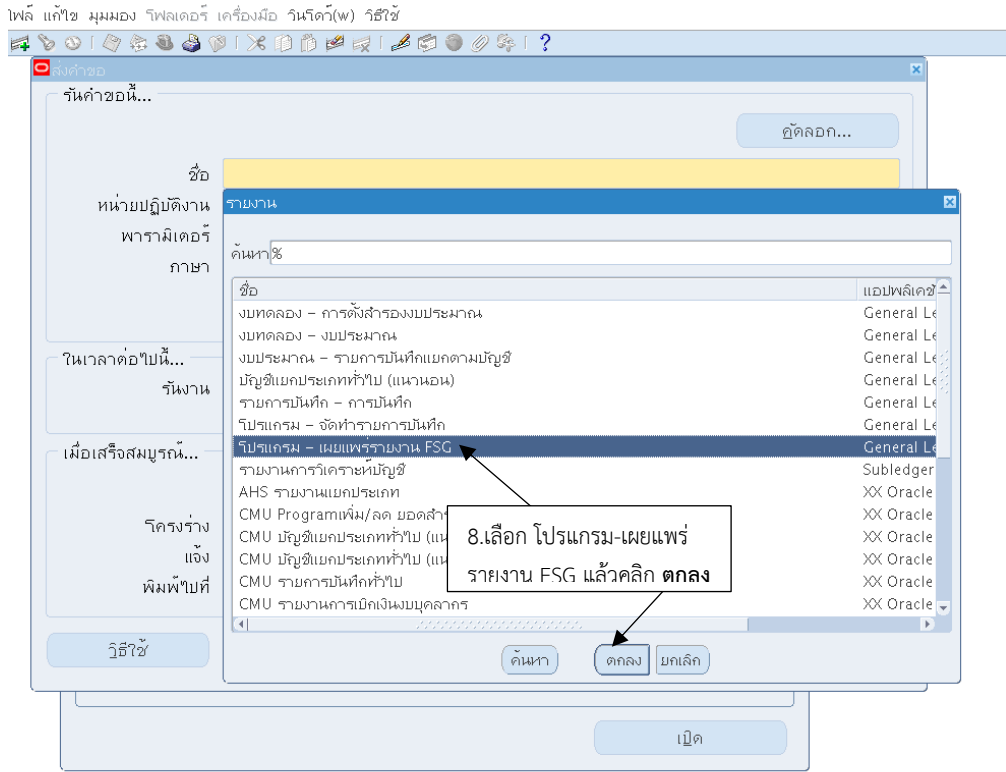 ไฟล์ แก้ไข มุมมอง โฟลเดอร์ เครื่องมือ วินโดว์(w) วิธีใช้
ส่งคำขอ
รันคำขอนี้...
คัดลอก...
ชื่อ
หน่วยปฏิบัติงาน
พารามิเตอร์
ภาษา
รายงาน
ค้นหา %
ชื่อ แอปพลิเคชั
งบทดลอง – การตั้งสำรองงบประมาณ General Le
งบทดลอง – งบประมาณ General Le
งบประมาณ – รายการบันทึกแยกตามบัญชี General Le
บัญชีแยกประเภททั่วไป (แนวนอน) General Le
รายการบันทึก – การบันทึก General Le
โปรแกรม – จัดทำรายการบันทึก General Le
โปรแกรม – เผยแพร่รายงาน FSG General Le
รายงานการวิเคราะห์บัญชี Subledger
AHS รายงานแยกประเภท XX Oracle
CMU Programเพิ่ม/ลด ยอดสำร XX Oracle
CMU บัญชีแยกประเภททั่วไป (แน XX Oracle
CMU บัญชีแยกประเภททั่วไป (แน XX Oracle
CMU รายการบันทึกทั่วไป XX Oracle
CMU รายงานการเบิกเงินงบบุคลากร XX Oracle
8.เลือก โปรแกรม-เผยแพร่
รายงาน FSG แล้วคลิก ตกลง
ค้นหา ตกลง ยกเลิก
ในเวลาต่อไปนี้...
รันงาน
เมื่อเสร็จสมบูรณ์...
โครงร่าง
แจ้ง
พิมพ์ไปที่
วิธีใช้
เปิด